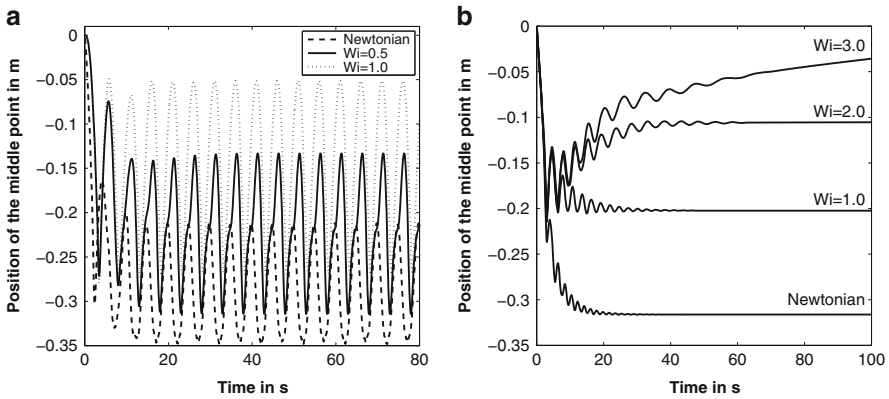 a
Position of the middle point in m
0
−0.05
−0.1
−0.15
−0.2
−0.25
−0.3
−0.35
Newtonian
Wi=0.5
Wi=1.0
0
20
40
60
80
Time in s
b
Position of the middle point in m
0
−0.05
−0.1
−0.15
−0.2
−0.25
−0.3
−0.35
Wi=3.0
Wi=2.0
Wi=1.0
Newtonian
0
20
40
60
80
100
Time in s